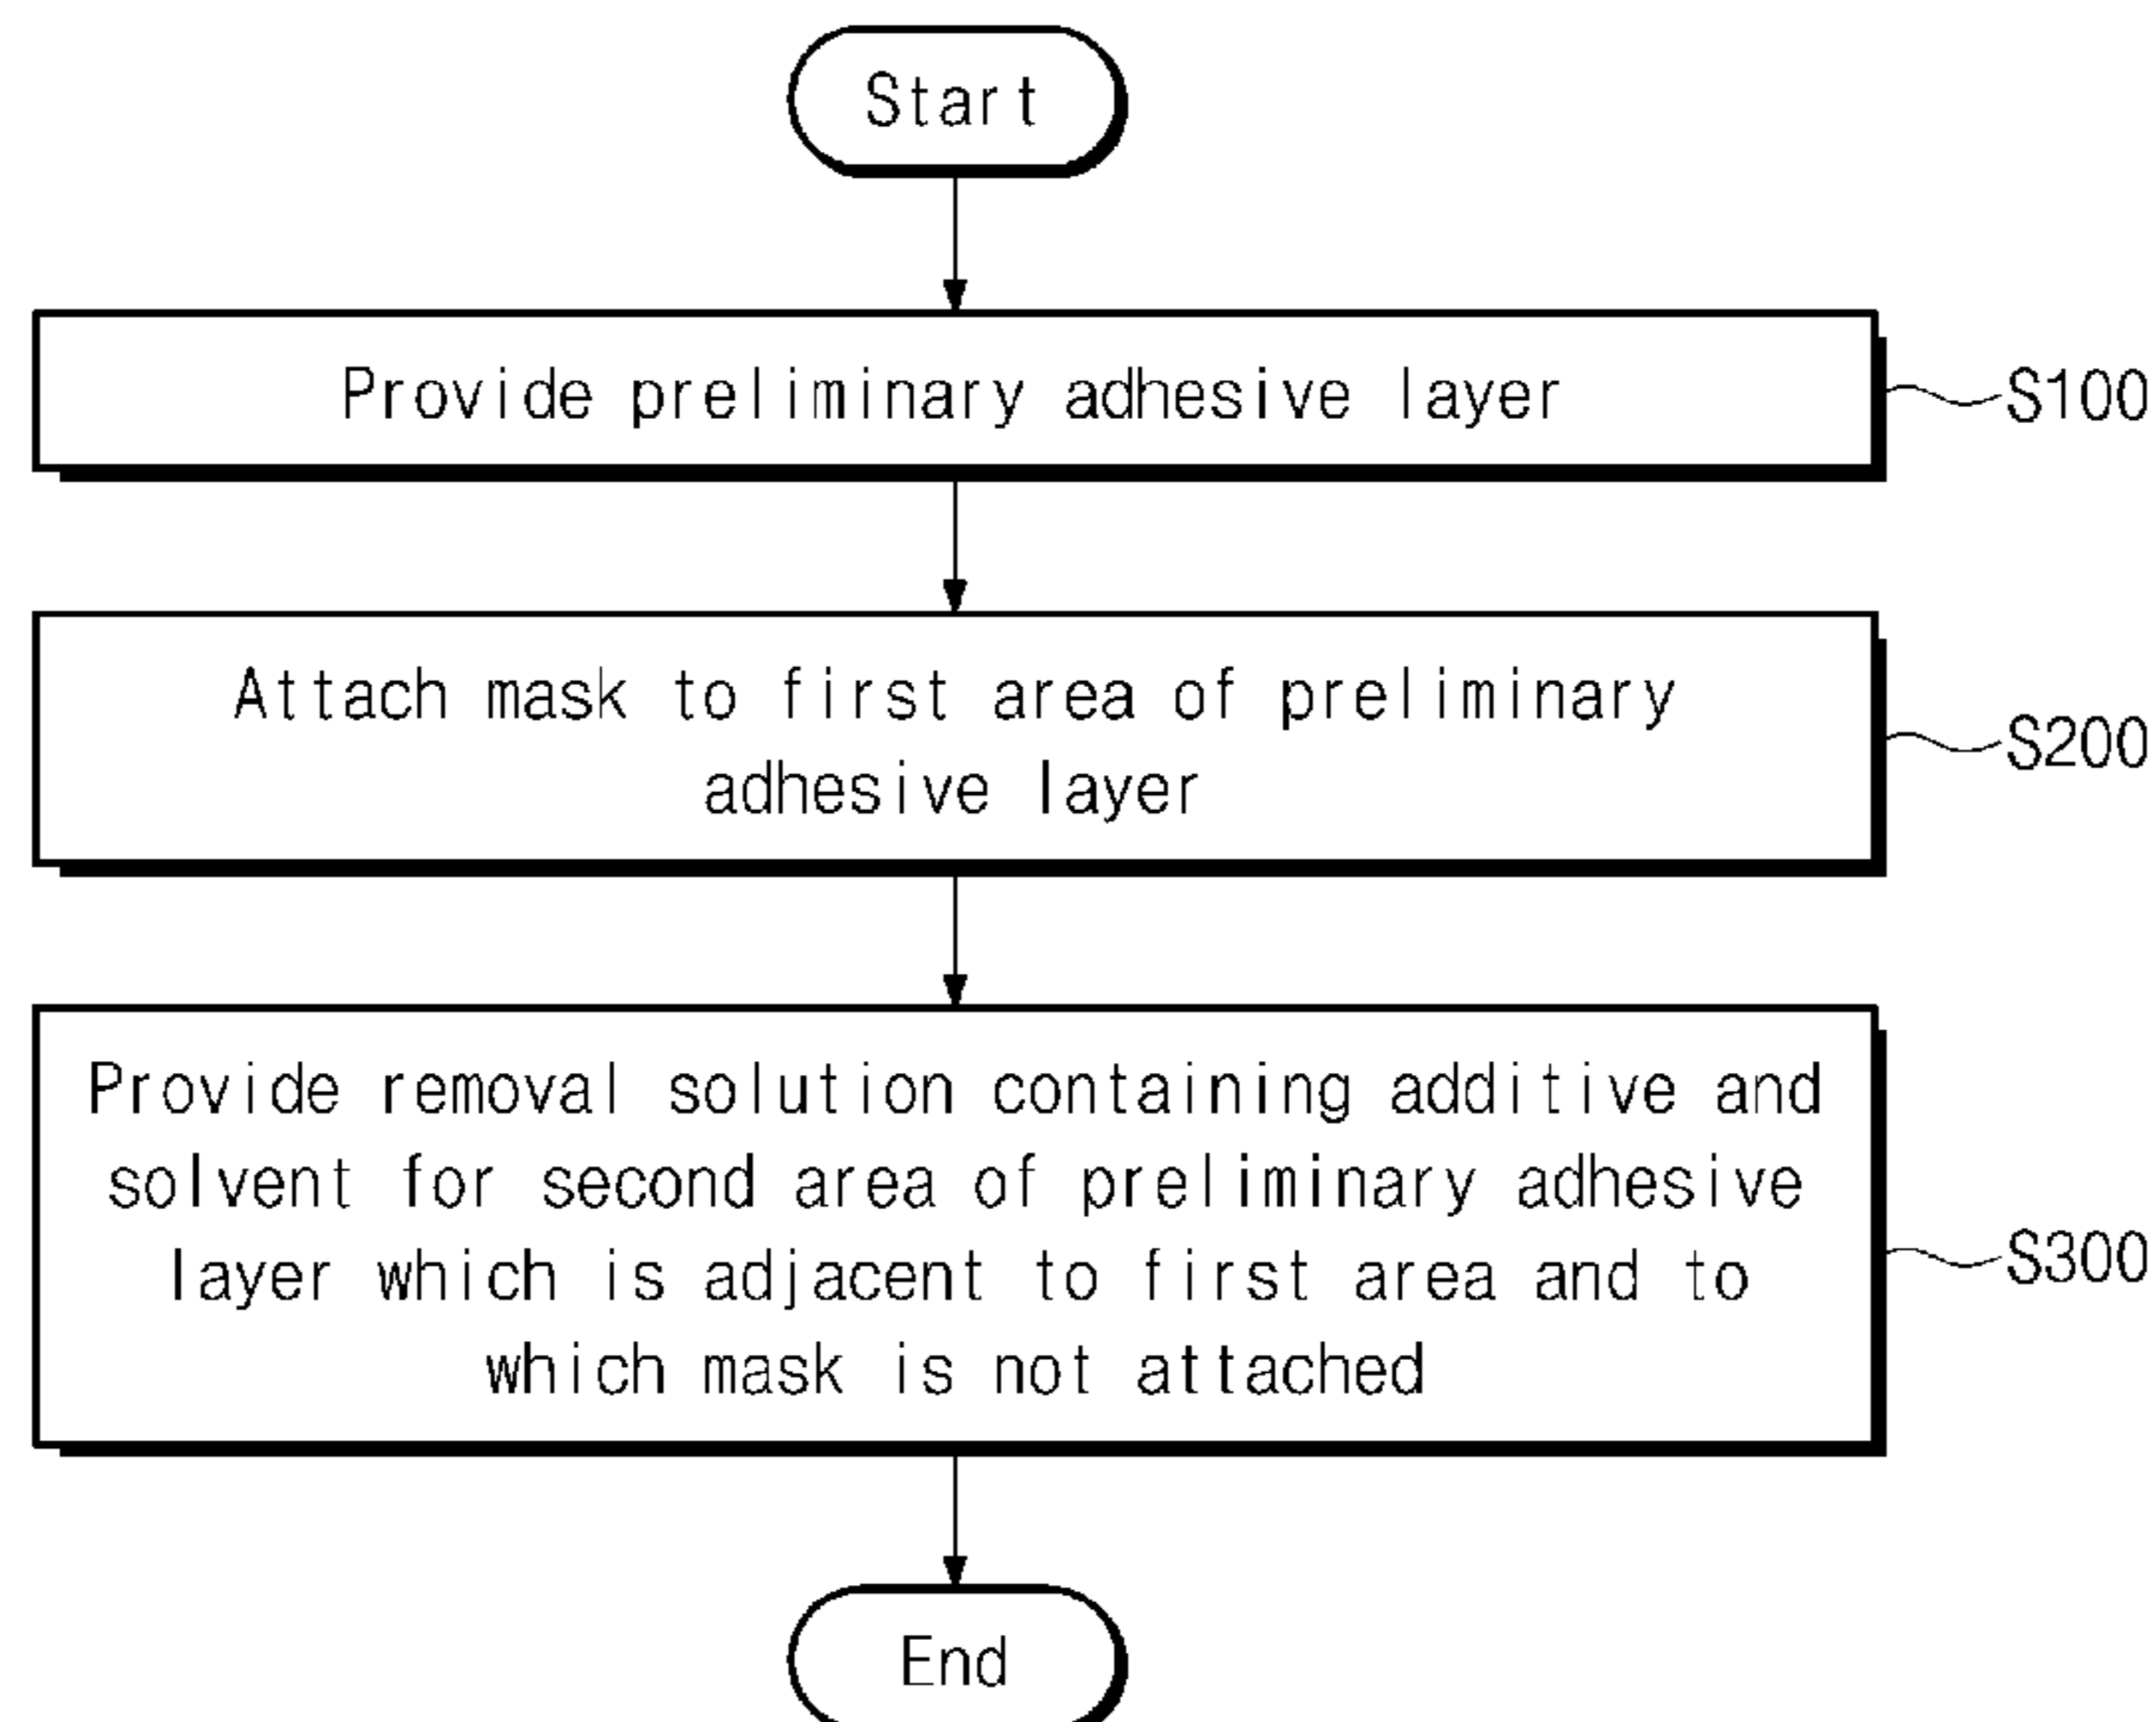 Start
Provide preliminary adhesive layer
S100
Attach mask to first area of preliminary
adhesive layer
S200
Provide removal solution containing additive and
solvent for second area of preliminary adhesive
layer which is adjacent to first area and to
which mask is not attached
S300
End